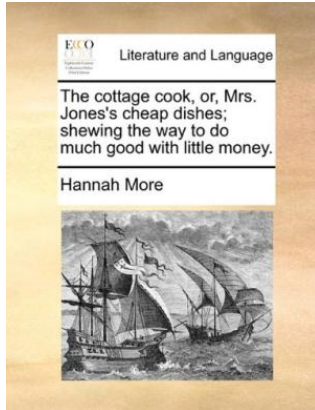 ECCO
Literature and Language
The cottage cook, or, Mrs.
Jones's cheap dishes;
shewing the way to do
much good with little money.
Hannah More